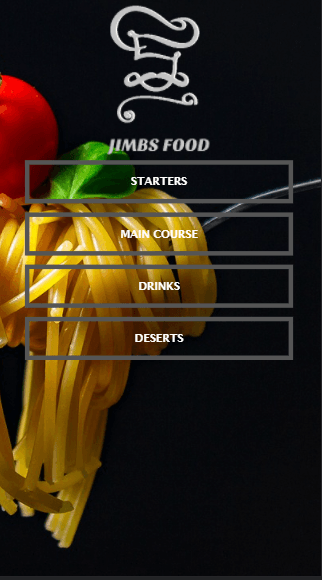 JIMBS FOOD
STARTERS
MAIN COURSE
DRINKS
DESERTS